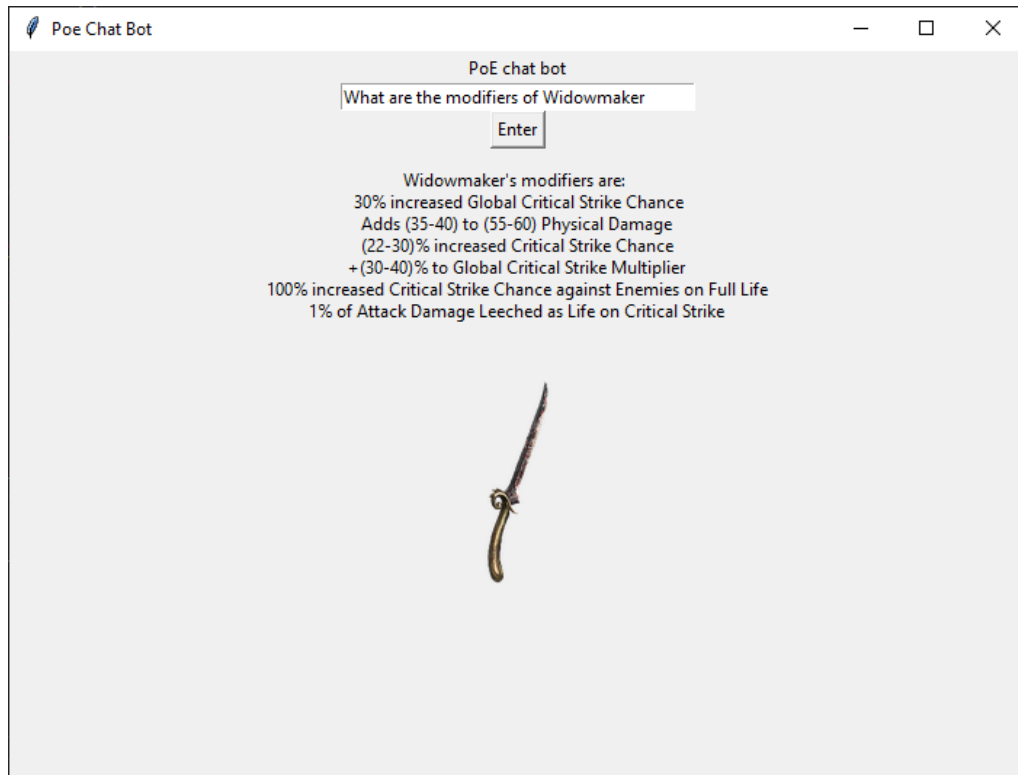 Poe Chat Bot
PoE chat bot
What are the modifiers of Widowmaker
Enter
Widowmaker's modifiers are:
30% increased Global Critical Strike Chance
Adds (35-40) to (55-60) Physical Damage
(22-30)% increased Critical Strike Chance
+(30-40)% to Global Critical Strike Multiplier
100% increased Critical Strike Chance against Enemies on Full Life
1% of Attack Damage Leeched as Life on Critical Strike